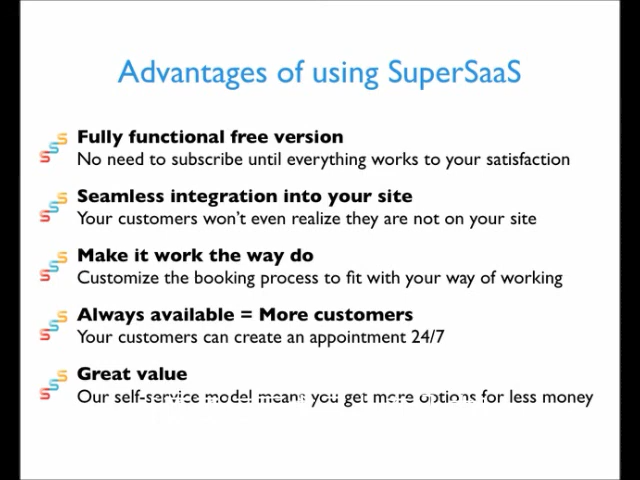 Advantages of using SuperSaaS
Fully functional free version
No need to subscribe until everything works to your satisfaction
Seamless integration into your site
Your customers won't even realize they are not on your site
Make it work the way do
Customize the booking process to fit with your way of working
Always available = More customers
Your customers can create an appointment 24/7
Great value
Our self-service model means you get more options for less money